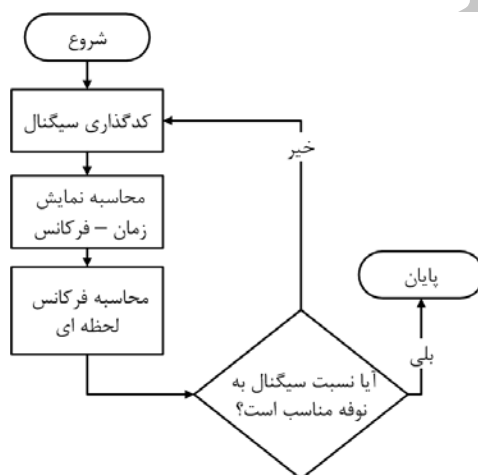 شروع
کدگذاری سیگنال
خیر
محاسبه نمایش
زمان – فرکانس
محاسبه فرکانس
لحظه ای
پایان
بلی
آیا نسبت سیگنال به
نوفه مناسب است؟